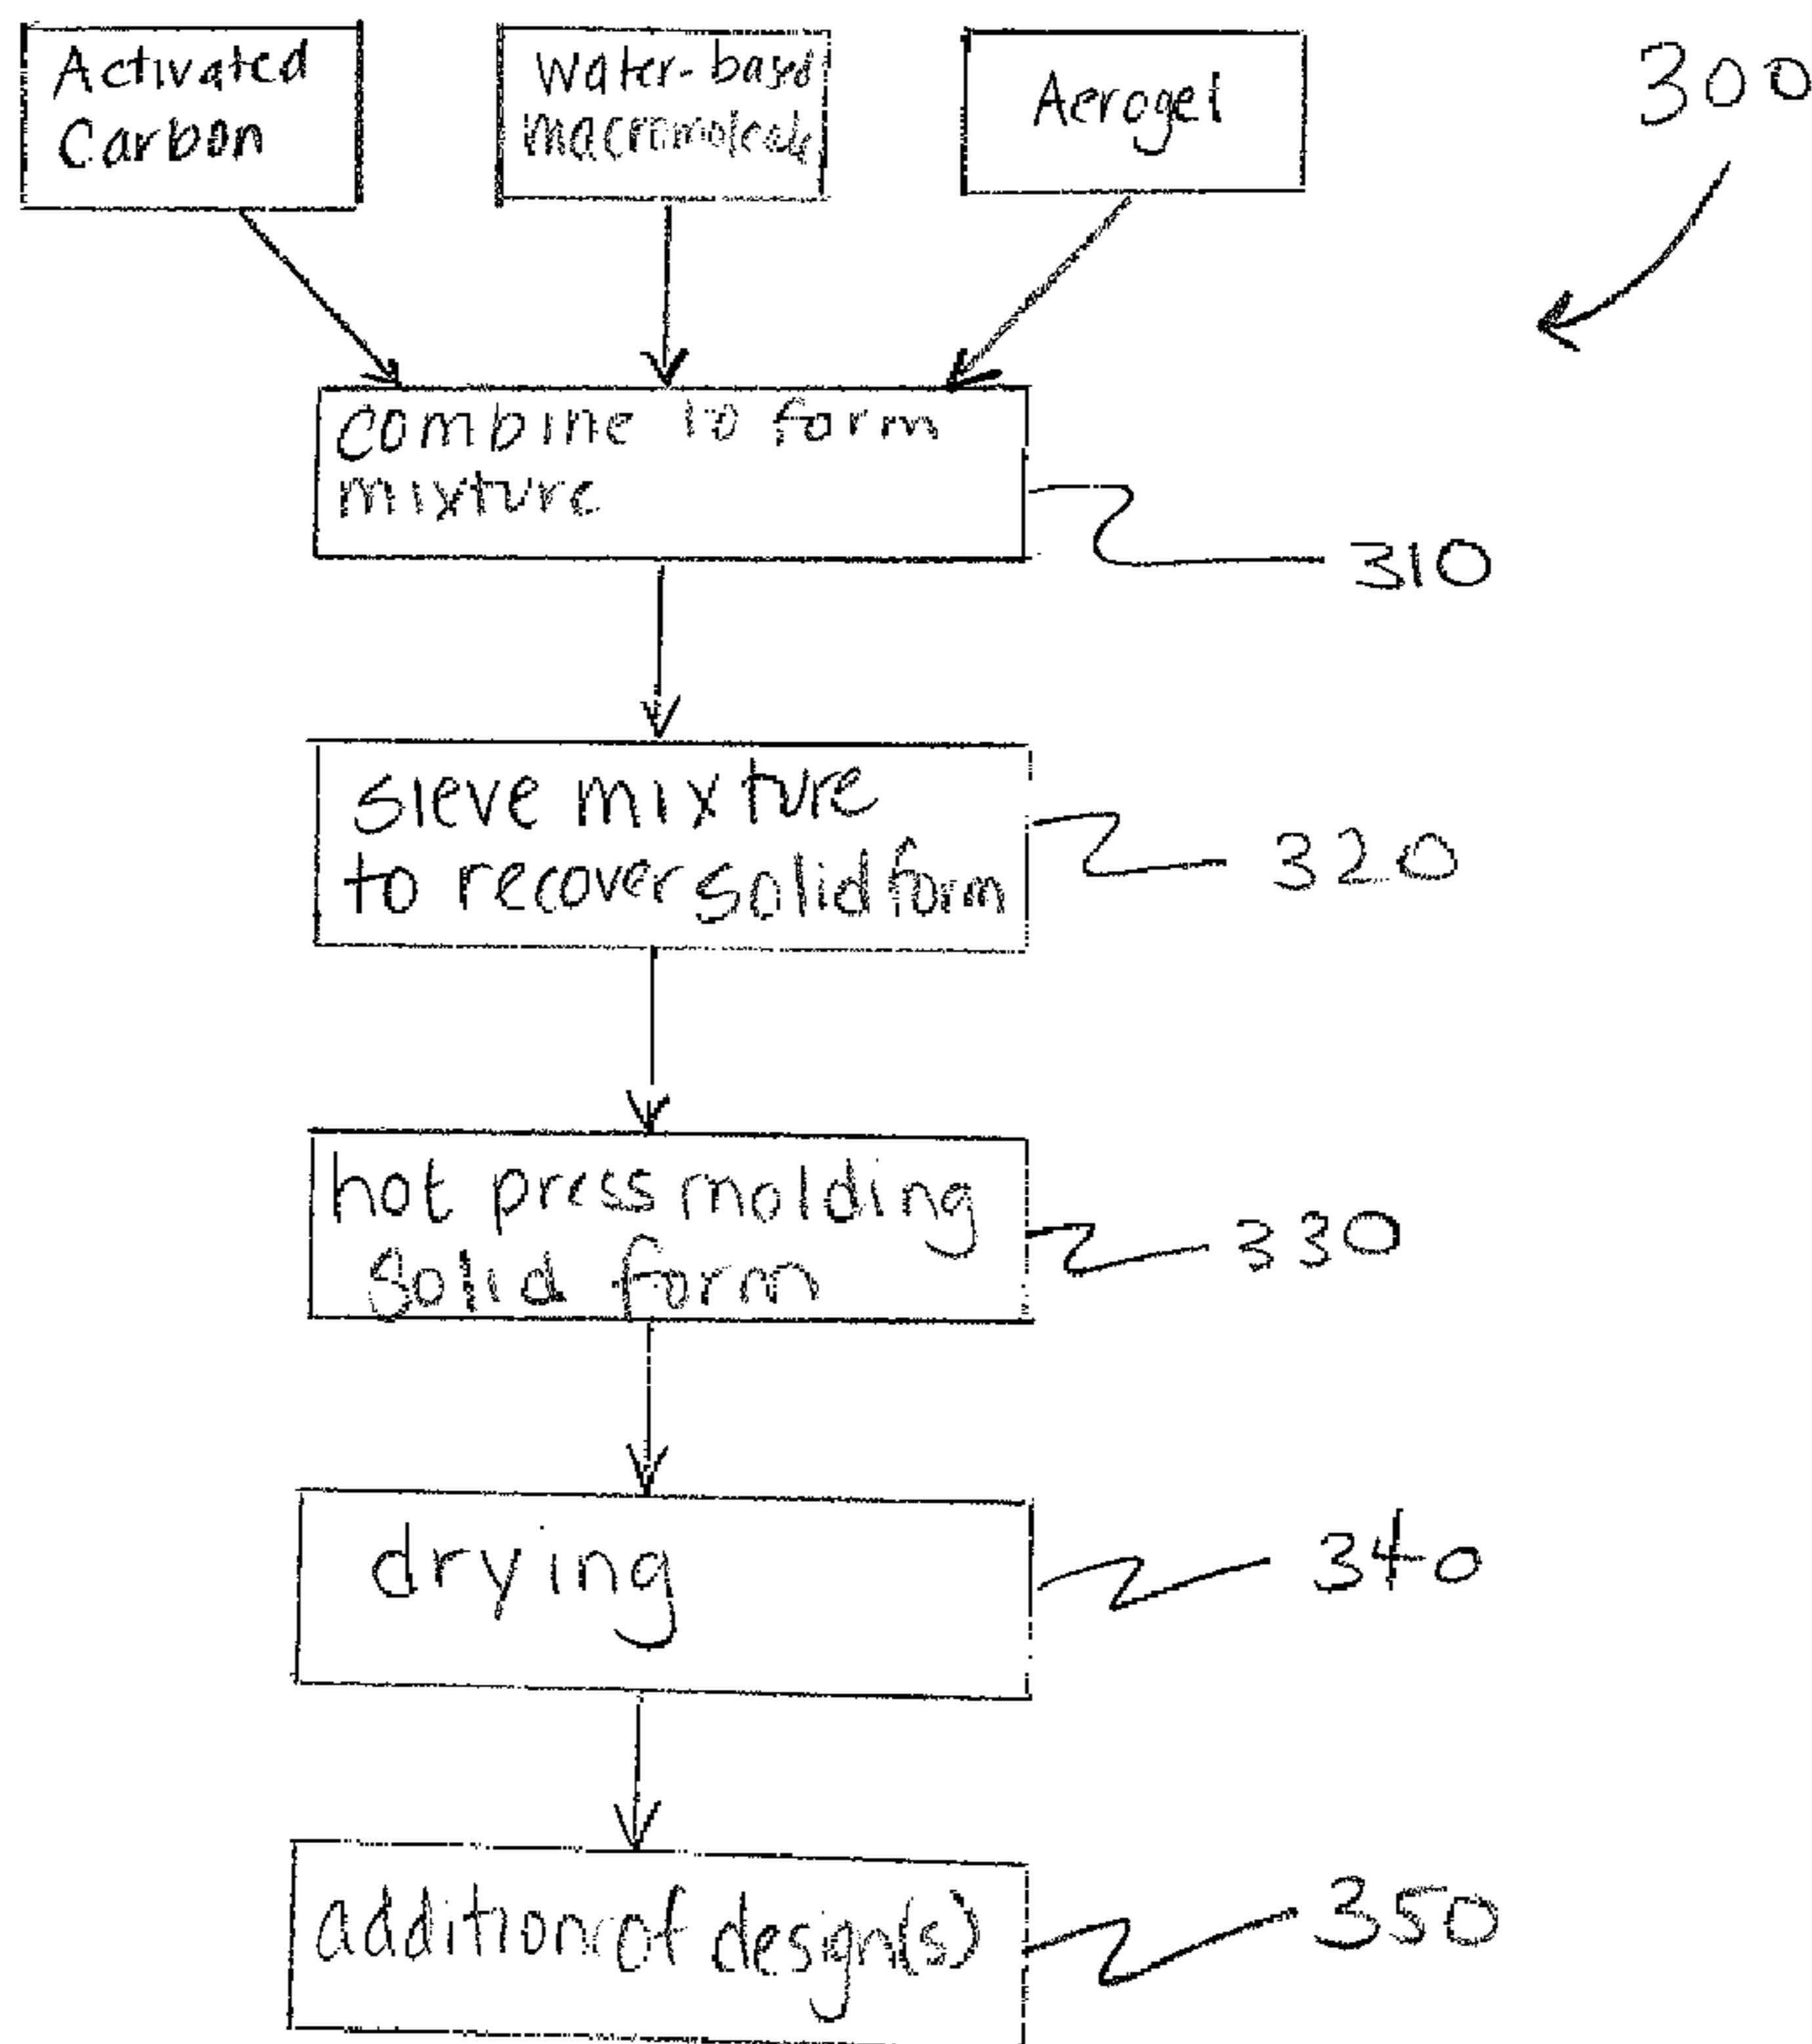 Activated
Carbon
Water-based
macromolecule
Aerogel
300
combine to form
mixture
310
sieve mixture
to recover solid form
320
hot press molding
solid form
330
drying
340
addition of design(s)
350